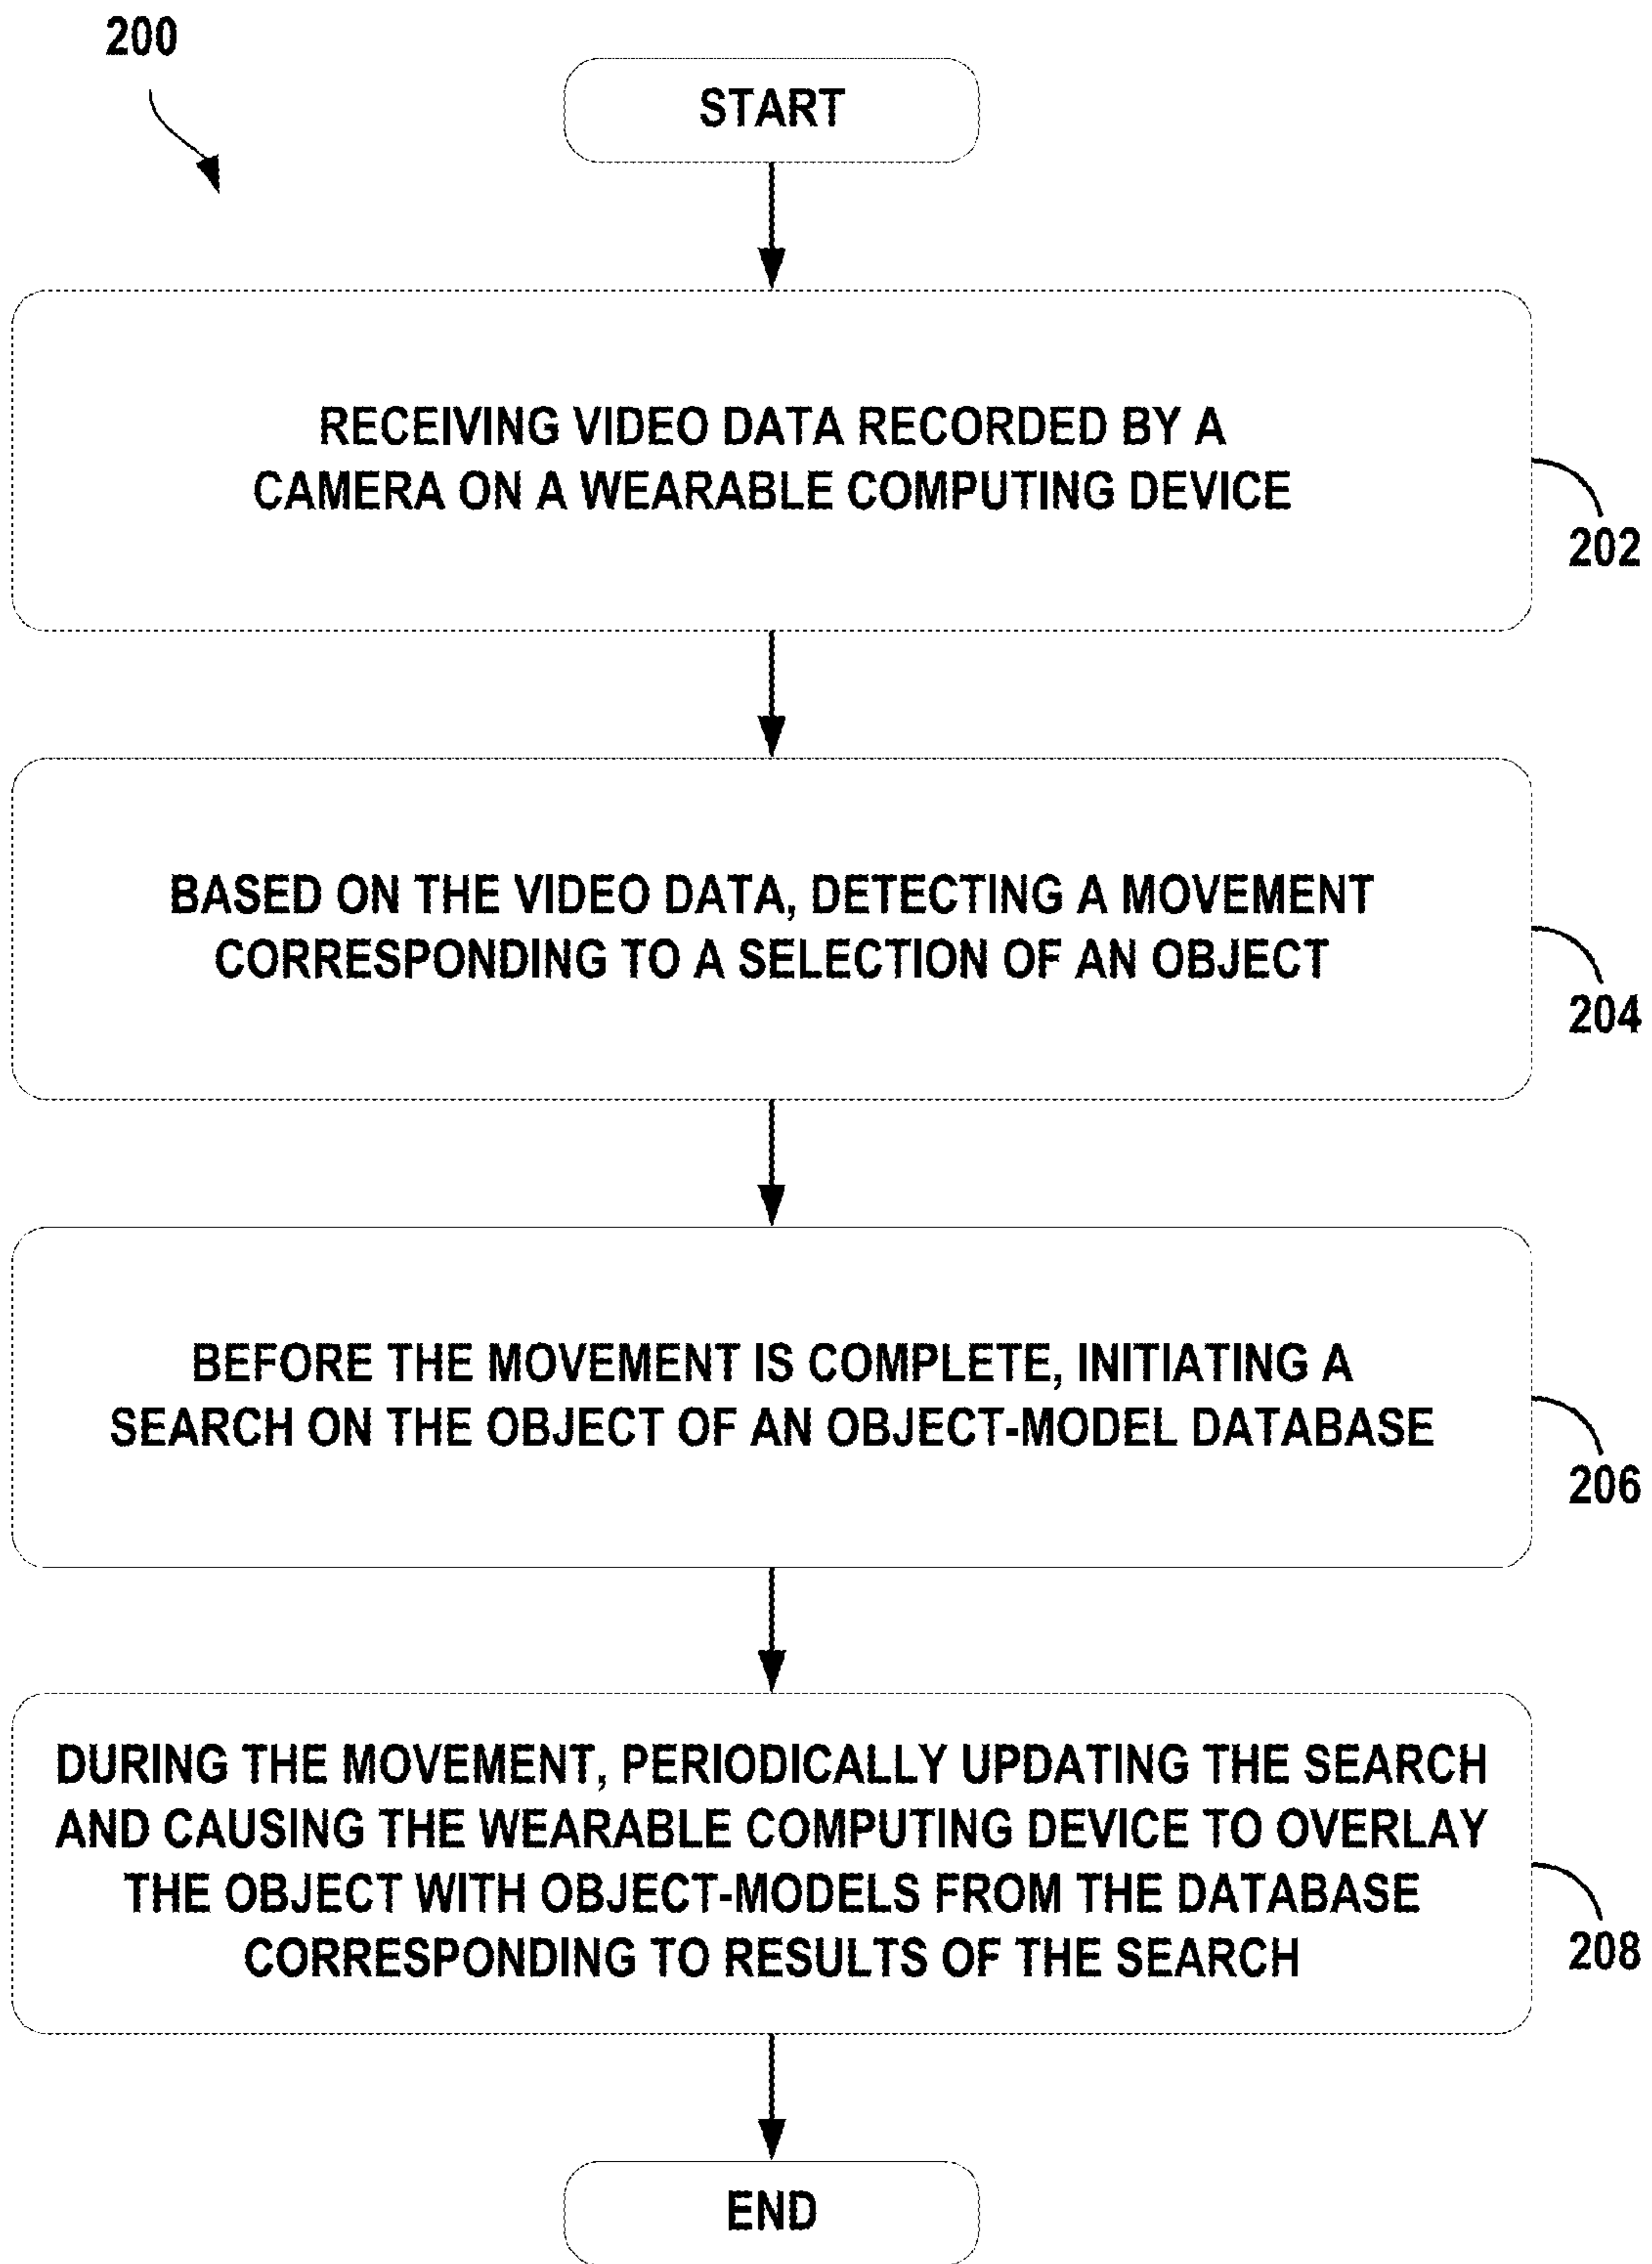 200
START
RECEIVING VIDEO DATA RECORDED BY A
CAMERA ON A WEARABLE COMPUTING DEVICE
202
BASED ON THE VIDEO DATA, DETECTING A MOVEMENT
CORRESPONDING TO A SELECTION OF AN OBJECT
204
BEFORE THE MOVEMENT IS COMPLETE, INITIATING A
SEARCH ON THE OBJECT OF AN OBJECT-MODEL DATABASE
206
DURING THE MOVEMENT, PERIODICALLY UPDATING THE SEARCH
AND CAUSING THE WEARABLE COMPUTING DEVICE TO OVERLAY
THE OBJECT WITH OBJECT-MODELS FROM THE DATABASE
CORRESPONDING TO RESULTS OF THE SEARCH
208
END